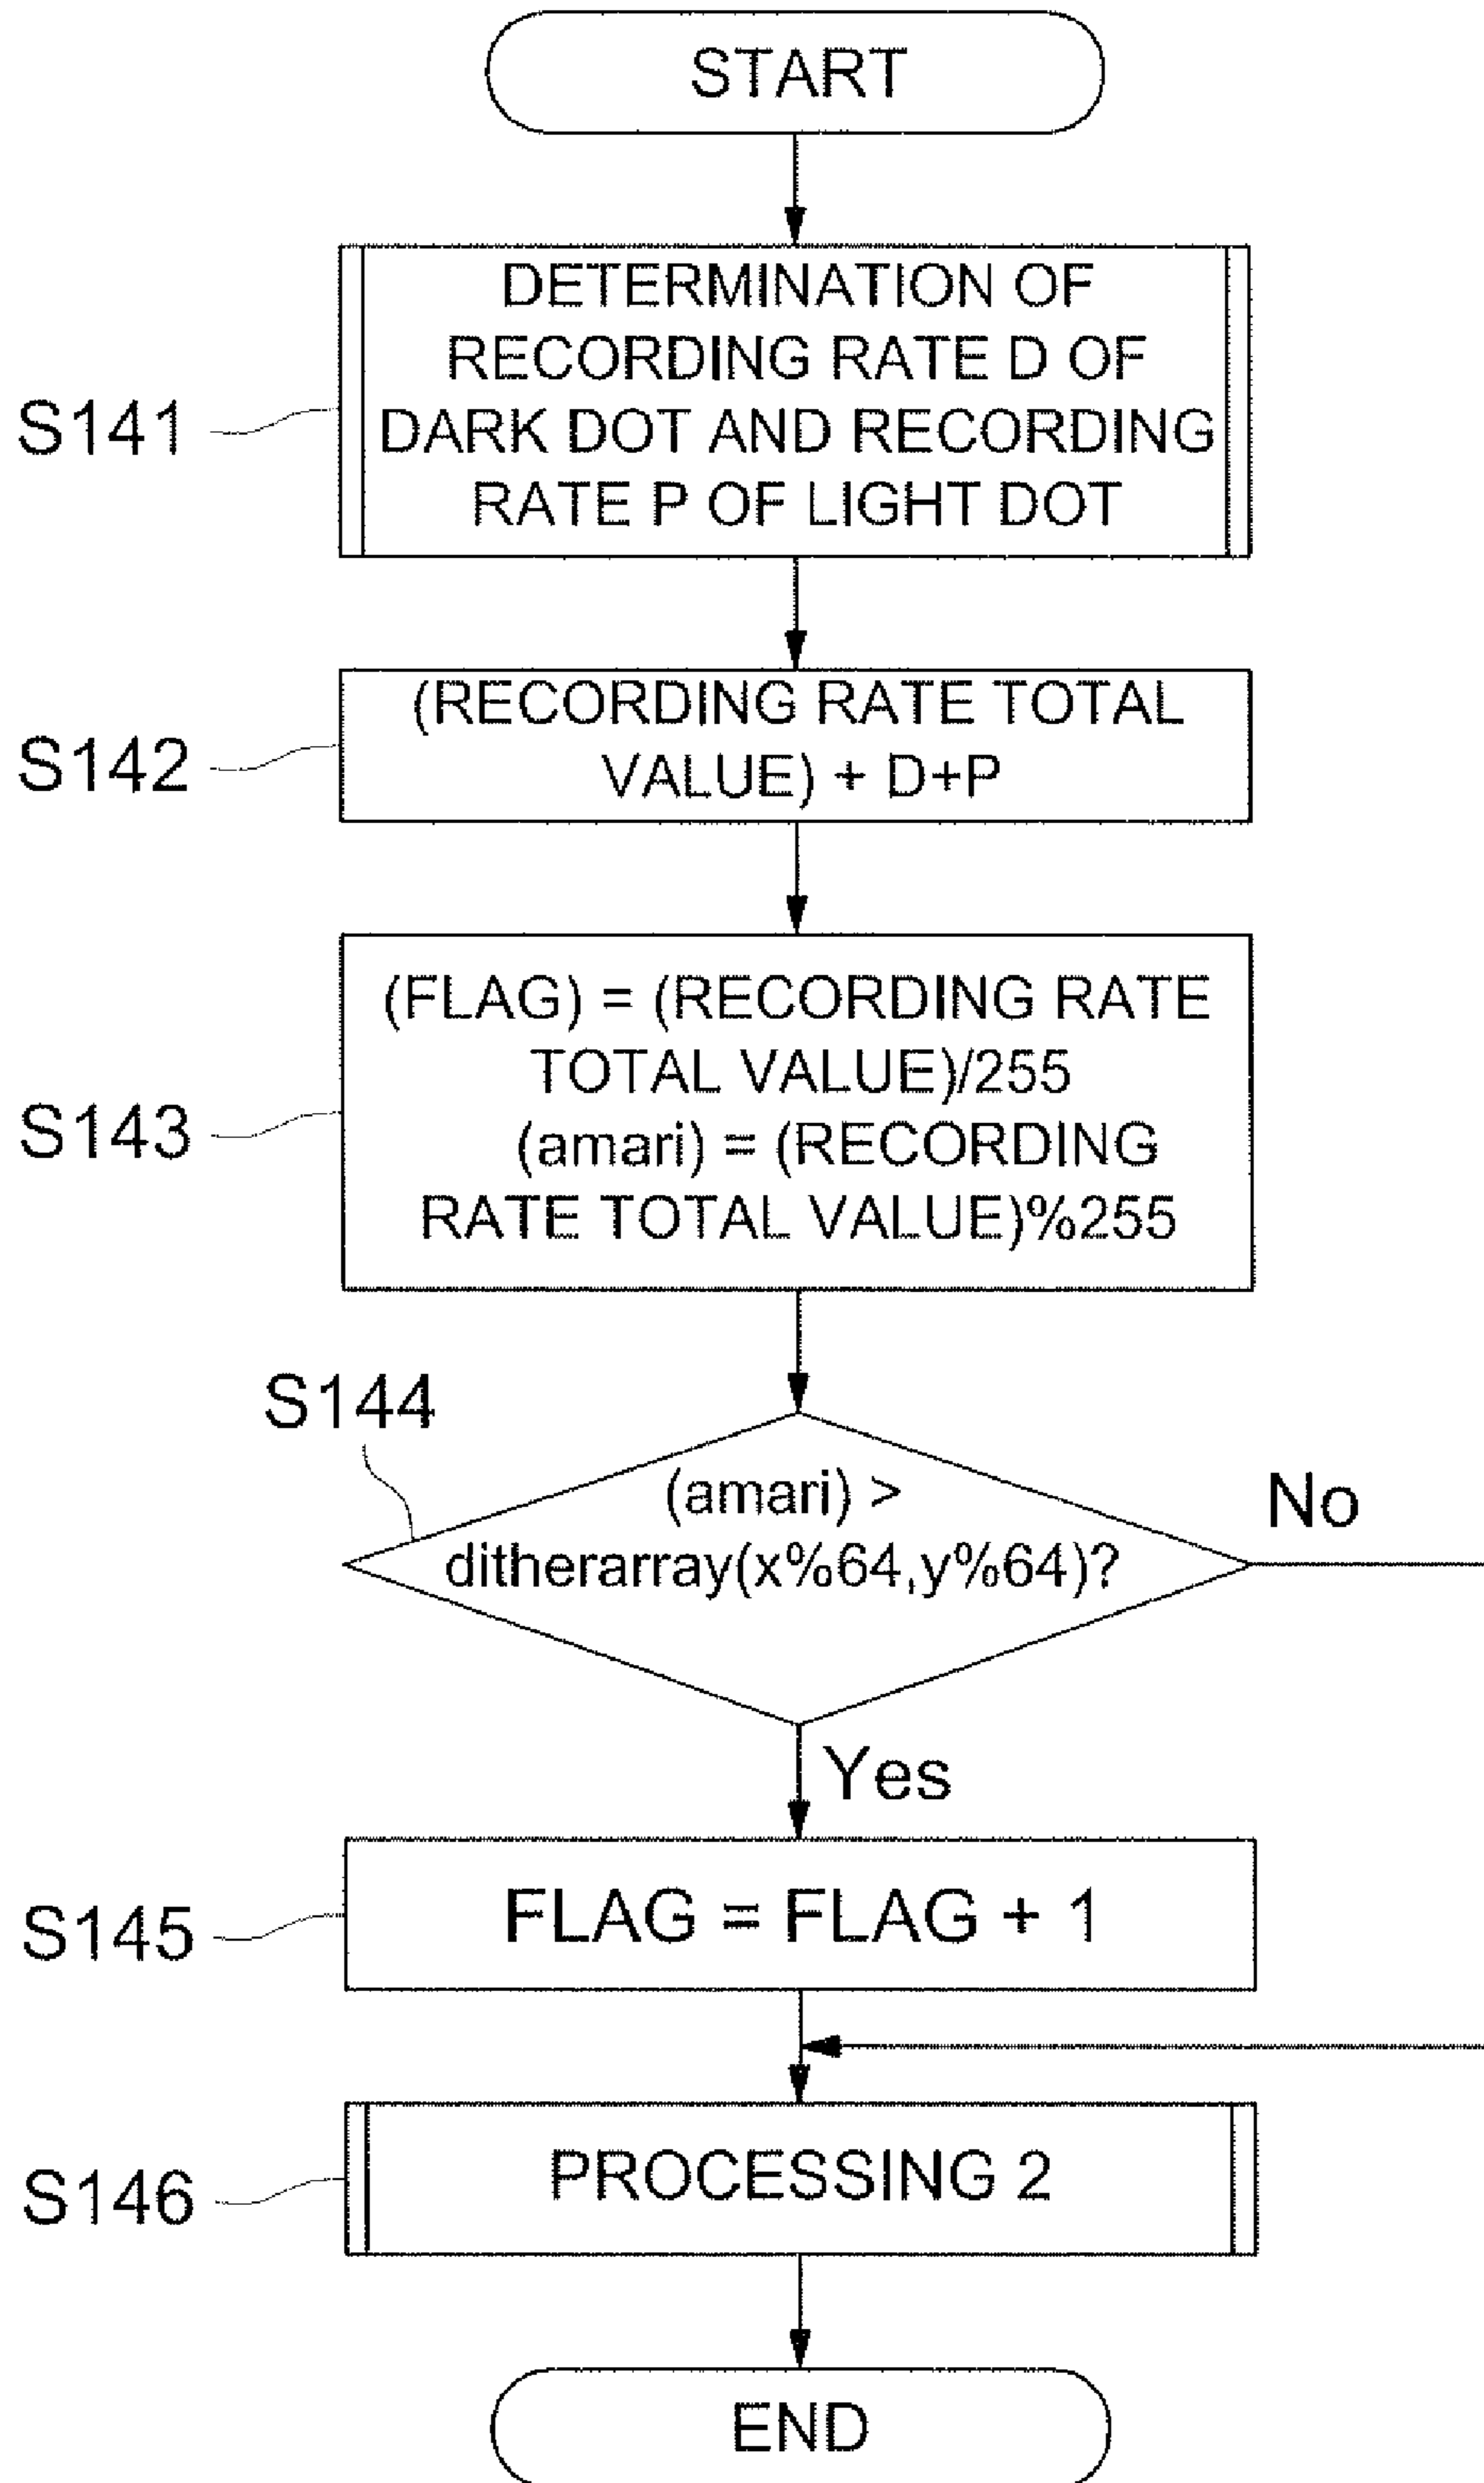 START
DETERMINATION OF
RECORDING RATE D OF
DARK DOT AND RECORDING
RATE P OF LIGHT DOT
S141
(RECORDING RATE TOTAL
VALUE) + D+P
S142
(FLAG) = (RECORDING RATE
TOTAL VALUE)/255
(amari) = (RECORDING
RATE TOTAL VALUE)%255
S143
S144
(amari) >
ditherarray(x%64,y%64)?
No
Yes
S145
FLAG = FLAG + 1
S146
PROCESSING 2
END